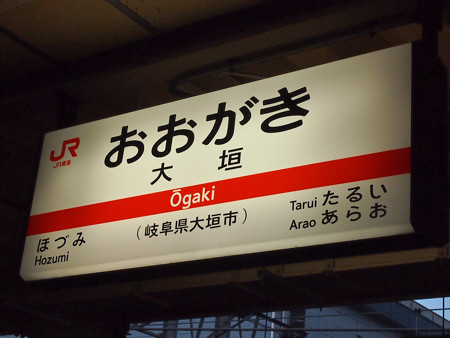 JR
JR東海
おおがき
大垣
Ōgaki
ほづみ
Hozumi
（岐阜県大垣市）
Tarui たるい
Arao あらお